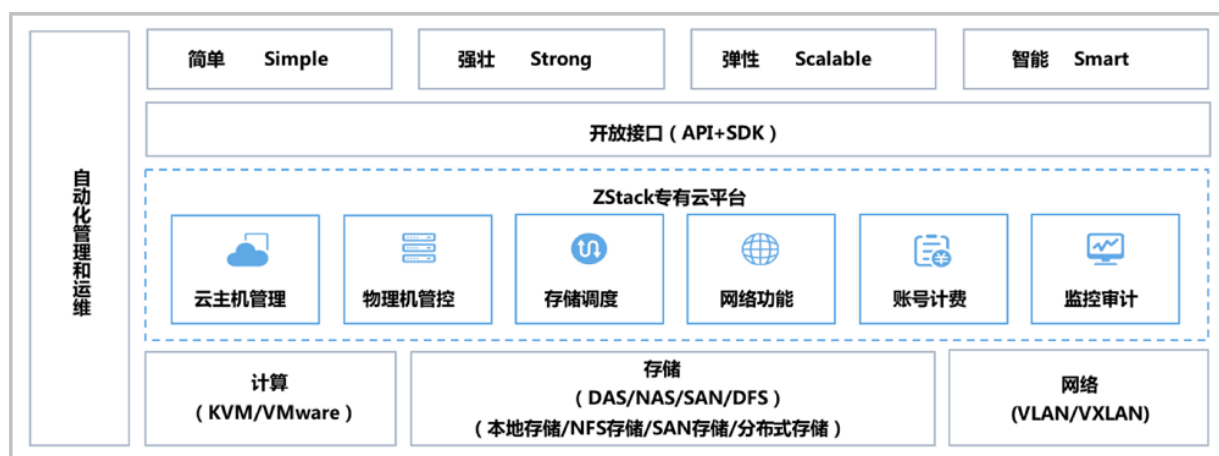 自动化管理和运维
简单 Simple
强壮 Strong
弹性 Scalable
智能 Smart
开放接口（API+SDK）
ZStack专有云平台
云主机管理
物理机管控
存储调度
网络功能
账号计费
监控审计
计算
（KVM/VMware）
存储
（DAS/NAS/SAN/DFS）
（本地存储/NFS存储/SAN存储/分布式存储）
网络
(VLAN/VXLAN)